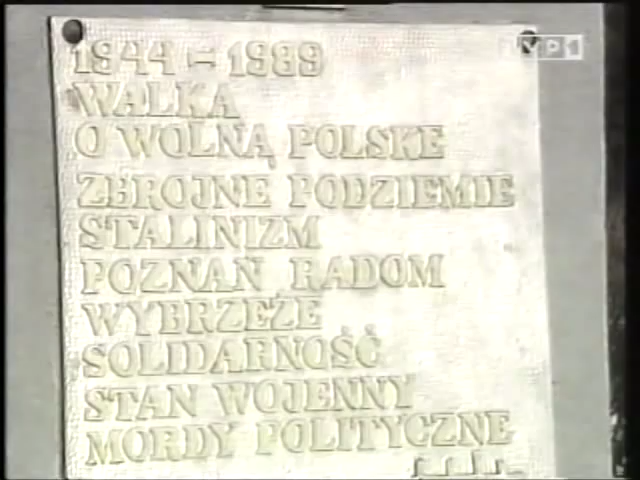 TVP1
1944 – 1989
WALKA
O WOLNĄ POLSKĘ
ZBROJNE PODZIEMIE
STALINIZM
POZNAŃ, RADOM
WYBRZEŻE
SOLIDARNOŚĆ
STAN WOJENNY
MORDY POLITYCZNE